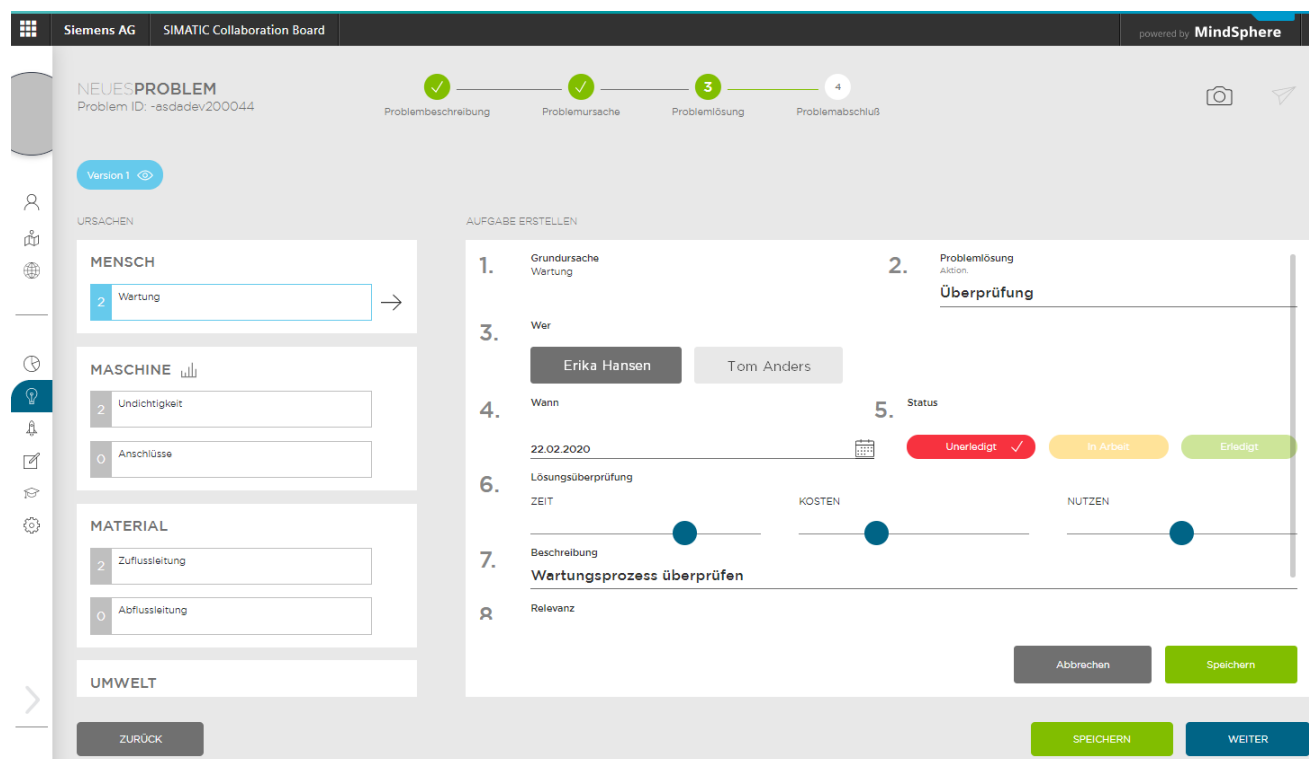 Siemens AG SIMATIC Collaboration Board
powered by MindSphere
NEUESPROBLEM
Problem ID: -asdadev200044
3
4
Problembeschreibung
Problemursache
Problemlösung
Problemabschluß
Version 1
URSACHEN
MENSCH
2 Wartung
MASCHINE
2 Undichtigkeit
0 Anschlüsse
MATERIAL
2 Zuflussleitung
0 Abflussleitung
UMWELT
AUFGABE ERSTELLEN
1. Grundursache
Wartung
2. Problemlösung
Aktion.
Überprüfung
3. Wer
Erika Hansen
Tom Anders
4. Wann
22.02.2020
5. Status
Unerledigt
In Arbeit
Erledigt
6. Lösungsüberprüfung
ZEIT
KOSTEN
NUTZEN
7. Beschreibung
Wartungsprozess überprüfen
8 Relevanz
Abbrechen
Speichern
ZURÜCK
SPEICHERN
WEITER